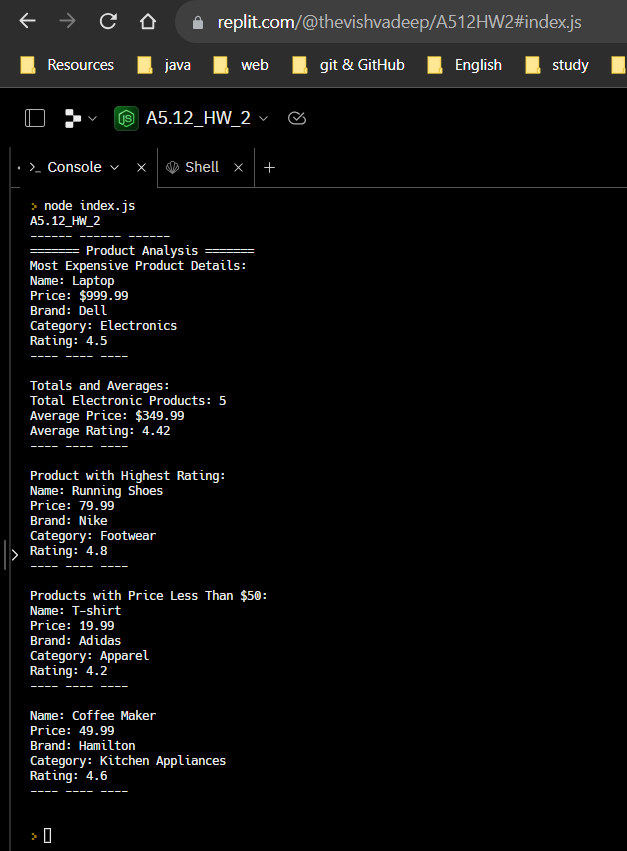 replit.com/@thevishvadeep/A512HW2#index.js
Resources java web git & GitHub English study
JS A5.12_HW_2
>_ Console Shell
> node index.js
A5.12_HW_2
------ ------ ------
======= Product Analysis =======
Most Expensive Product Details:
Name: Laptop
Price: $999.99
Brand: Dell
Category: Electronics
Rating: 4.5
---- ---- ----
Totals and Averages:
Total Electronic Products: 5
Average Price: $349.99
Average Rating: 4.42
---- ---- ----
Product with Highest Rating:
Name: Running Shoes
Price: 79.99
Brand: Nike
Category: Footwear
Rating: 4.8
---- ---- ----
Products with Price Less Than $50:
Name: T-shirt
Price: 19.99
Brand: Adidas
Category: Apparel
Rating: 4.2
---- ---- ----
Name: Coffee Maker
Price: 49.99
Brand: Hamilton
Category: Kitchen Appliances
Rating: 4.6
---- ---- ----
>